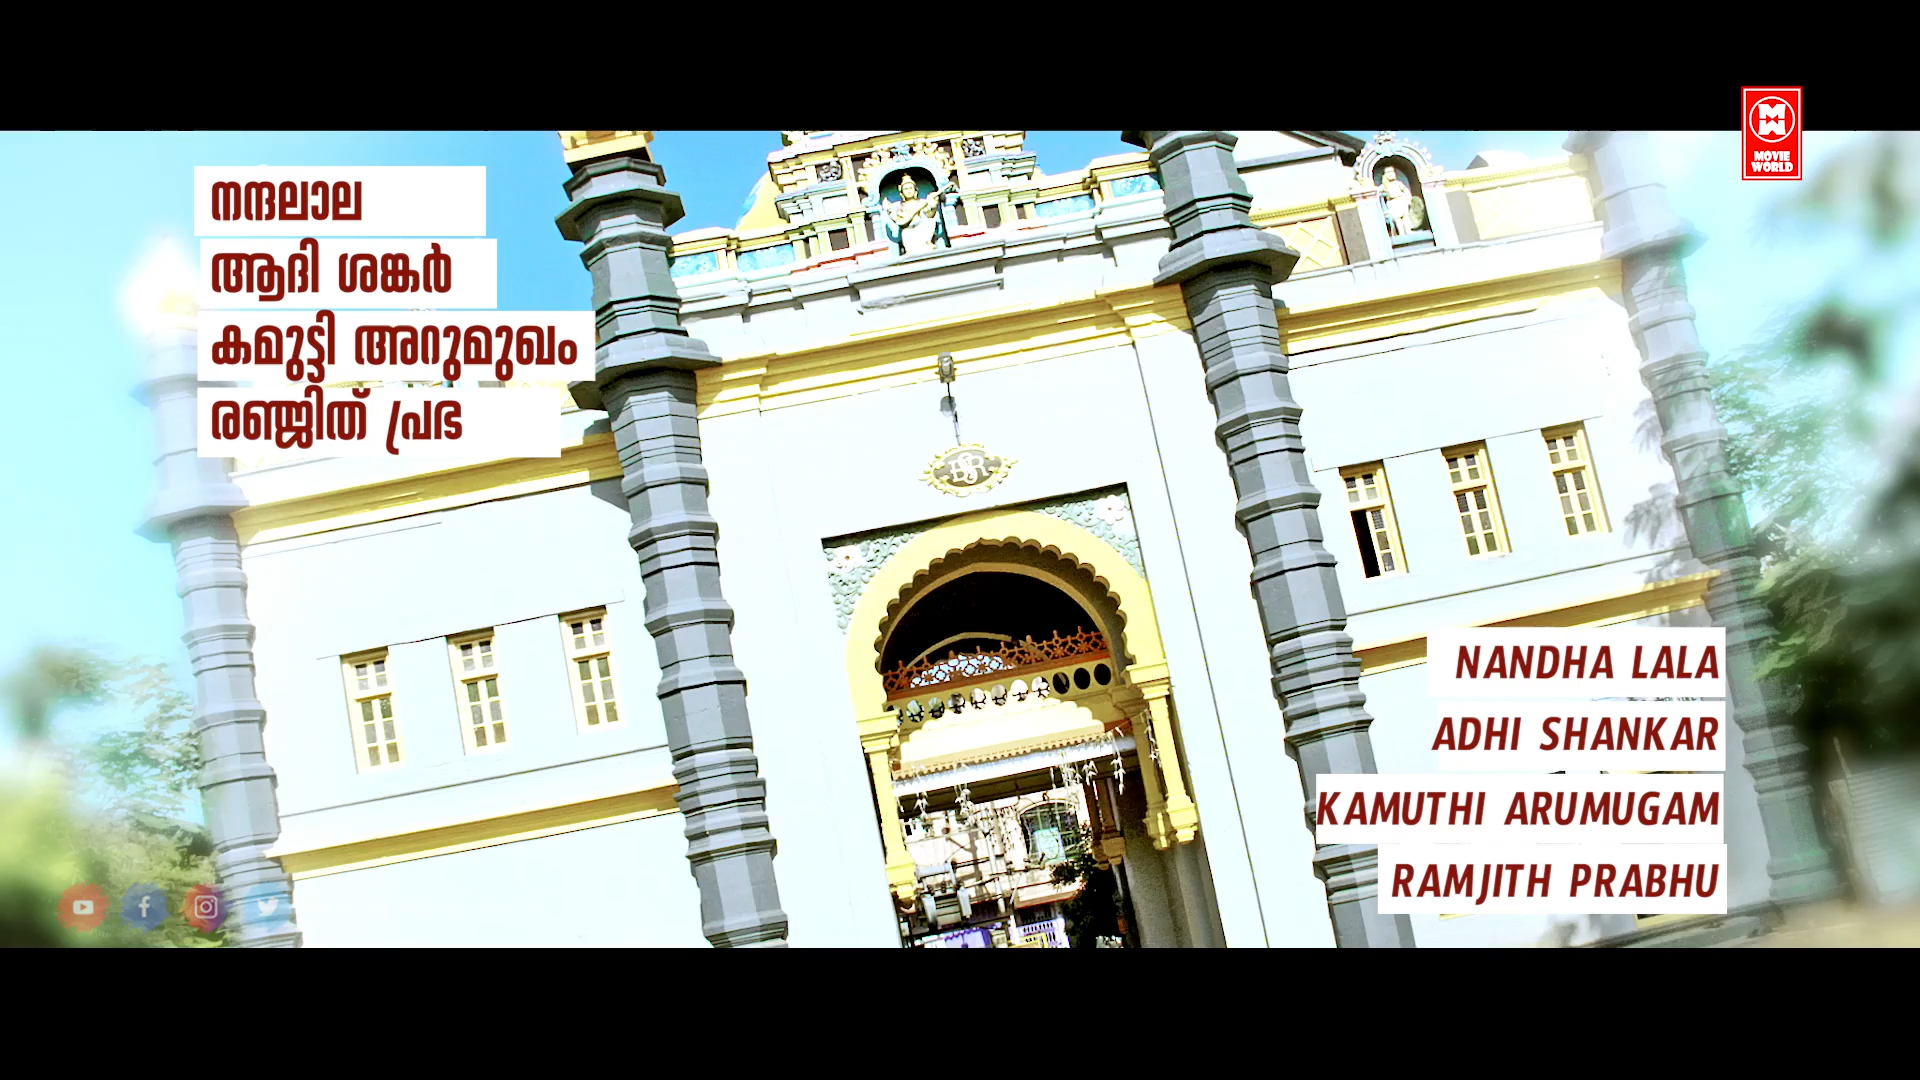 നന്ദലാല
ആദി ശങ്കർ
കമുട്ടി അറുമുഖം
രഞ്ജിത് പ്രഭ
MOVIE
WORLD
NANDHA LALA
ADHI SHANKAR
KAMUTHI ARUMUGAM
RAMJITH PRABHU